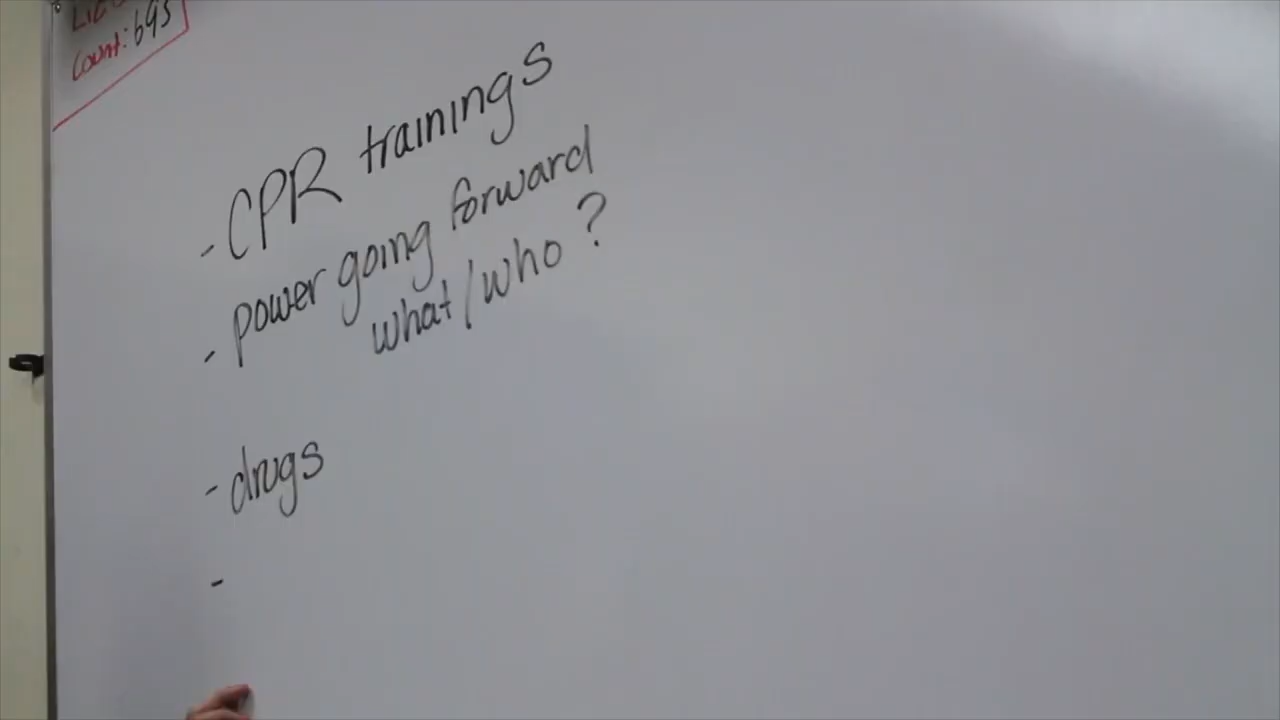 Count: 695
- CPR trainings
- power going forward
what/who?
- drugs
-